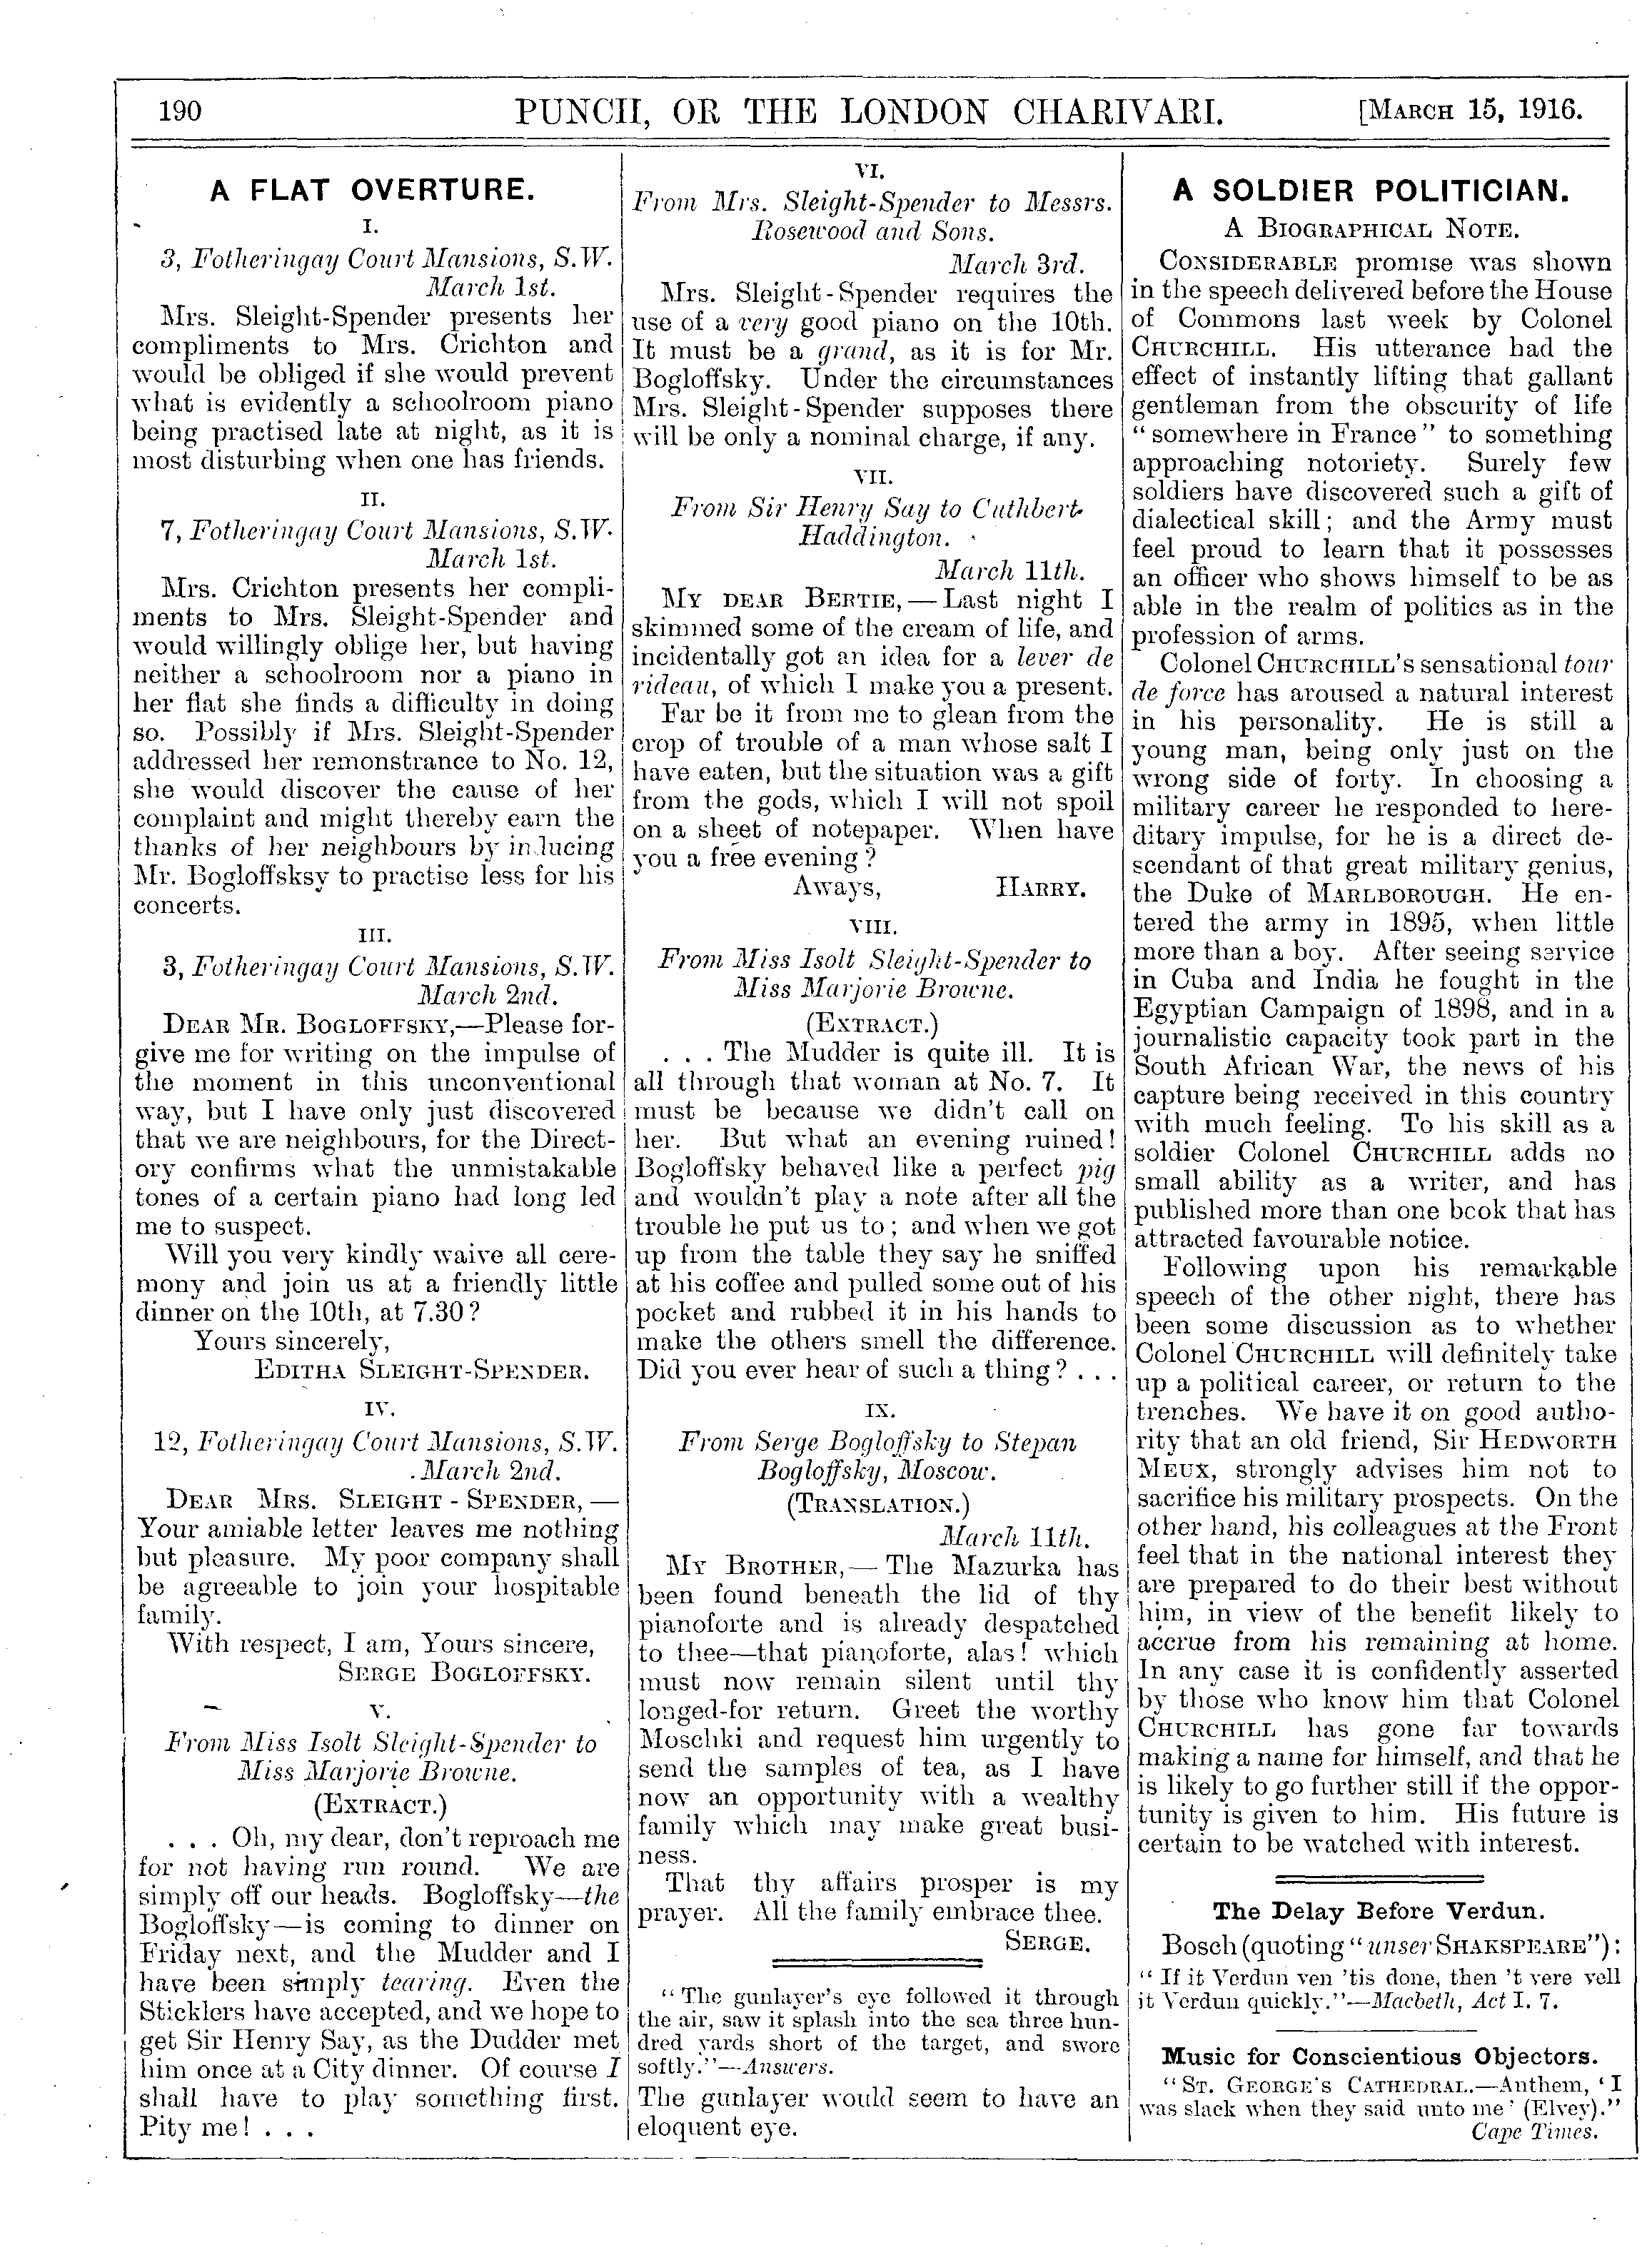 190
PUNCH, OR THE LONDON CHARIVARI.
[MARCH 15, 1916.
A FLAT OVERTURE.
I.
3, Fotheringay Court Mansions, S.W.
March 1st.
Mrs. Sleight-Spender presents her
compliments to Mrs. Crichton and
would be obliged if she would prevent
what is evidently a schoolroom piano
being practised late at night, as it is
most disturbing when one has friends.
II.
7, Fotheringay Court Mansions, S.W.
March 1st.
Mrs. Crichton presents her compli-
ments to Mrs. Sleight-Spender and
would willingly oblige her, but having
neither a schoolroom nor a piano in
her flat she finds a difficulty in doing
so. Possibly if Mrs. Sleight-Spender
addressed her remonstrance to No. 12,
she would discover the cause of her
complaint and might thereby earn the
thanks of her neighbours by inducing
Mr. Bogloffsksy to practise less for his
concerts.
III.
3, Fotheringay Court Mansions, S.W.
March 2nd.
DEAR MR. BOGLOFFSKY,—Please for-
give me for writing on the impulse of
the moment in this unconventional
way, but I have only just discovered
that we are neighbours, for the Direct-
ory confirms what the unmistakable
tones of a certain piano had long led
me to suspect.
Will you very kindly waive all cere-
mony and join us at a friendly little
dinner on the 10th, at 7.30?
Yours sincerely,
EDITHA SLEIGHT-SPENDER.
IV.
12, Fotheringay Court Mansions, S.W.
March 2nd.
DEAR MRS. SLEIGHT-SPENDER,—
Your amiable letter leaves me nothing
but pleasure. My poor company shall
be agreeable to join your hospitable
family.
With respect, I am, Yours sincere,
SERGE BOGLOFFSKY.
V.
From Miss Isolt Sleight-Spender to
Miss Marjorie Browne.
(EXTRACT.)
. . . Oh, my dear, don't reproach me
for not having run round. We are
simply off our heads. Bogloffsky—the
Bogloffsky—is coming to dinner on
Friday next, and the Mudder and I
have been simply tearing. Even the
Sticklers have accepted, and we hope to
get Sir Henry Say, as the Dudder met
him once at a City dinner. Of course I
shall have to play something first.
Pity me! . . .
VI.
From Mrs. Sleight-Spender to Messrs.
Rosewood and Sons.
March 3rd.
Mrs. Sleight-Spender requires the
use of a very good piano on the 10th.
It must be a grand, as it is for Mr.
Bogloffsky. Under the circumstances
Mrs. Sleight-Spender supposes there
will be only a nominal charge, if any.
VII.
From Sir Henry Say to Cuthbert
Haddington.
March 11th.
MY DEAR BERTIE,—Last night I
skimmed some of the cream of life, and
incidentally got an idea for a lever de
rideau, of which I make you a present.
Far be it from me to glean from the
crop of trouble of a man whose salt I
have eaten, but the situation was a gift
from the gods, which I will not spoil
on a sheet of notepaper. When have
you a free evening?
Aways, HARRY.
VIII.
From Miss Isolt Sleight-Spender to
Miss Marjorie Browne.
(EXTRACT.)
. . . The Mudder is quite ill. It is
all through that woman at No. 7. It
must be because we didn't call on
her. But what an evening ruined!
Bogloffsky behaved like a perfect pig
and wouldn't play a note after all the
trouble he put us to; and when we got
up from the table they say he sniffed
at his coffee and pulled some out of his
pocket and rubbed it in his hands to
make the others smell the difference.
Did you ever hear of such a thing? . . .
IX.
From Serge Bogloffsky to Stepan
Bogloffsky, Moscow.
(TRANSLATION.)
March 11th.
MY BROTHER,—The Mazurka has
been found beneath the lid of thy
pianoforte and is already despatched
to thee—that pianoforte, alas! which
must now remain silent until thy
longed-for return. Greet the worthy
Moschki and request him urgently to
send the samples of tea, as I have
now an opportunity with a wealthy
family which may make great busi-
ness.
That thy affairs prosper is my
prayer. All the family embrace thee.
SERGE.
"The gunlayer's eye followed it through
the air, saw it splash into the sea three hun-
dred yards short of the target, and swore
softly."—Answers.
The gunlayer would seem to have an
eloquent eye.
A SOLDIER POLITICIAN.
A BIOGRAPHICAL NOTE.
CONSIDERABLE promise was shown
in the speech delivered before the House
of Commons last week by Colonel
CHURCHILL. His utterance had the
effect of instantly lifting that gallant
gentleman from the obscurity of life
"somewhere in France" to something
approaching notoriety. Surely few
soldiers have discovered such a gift of
dialectical skill; and the Army must
feel proud to learn that it possesses
an officer who shows himself to be as
able in the realm of politics as in the
profession of arms.
Colonel CHURCHILL's sensational tour
de force has aroused a natural interest
in his personality. He is still a
young man, being only just on the
wrong side of forty. In choosing a
military career he responded to here-
ditary impulse, for he is a direct de-
scendant of that great military genius,
the Duke of MARLBOROUGH. He en-
tered the army in 1895, when little
more than a boy. After seeing service
in Cuba and India he fought in the
Egyptian Campaign of 1898, and in a
journalistic capacity took part in the
South African War, the news of his
capture being received in this country
with much feeling. To his skill as a
soldier Colonel CHURCHILL adds no
small ability as a writer, and has
published more than one book that has
attracted favourable notice.
Following upon his remarkable
speech of the other night, there has
been some discussion as to whether
Colonel CHURCHILL will definitely take
up a political career, or return to the
trenches. We have it on good autho-
rity that an old friend, Sir HEDWORTH
MEUX, strongly advises him not to
sacrifice his military prospects. On the
other hand, his colleagues at the Front
feel that in the national interest they
are prepared to do their best without
him, in view of the benefit likely to
accrue from his remaining at home.
In any case it is confidently asserted
by those who know him that Colonel
CHURCHILL has gone far towards
making a name for himself, and that he
is likely to go further still if the oppor-
tunity is given to him. His future is
certain to be watched with interest.
The Delay Before Verdun.
Bosch (quoting "unser SHAKSPEARE"):
"If it Verdun ven 'tis done, then 't vere vell
it Verdun quickly."—Macbeth, Act I. 7.
Music for Conscientious Objectors.
"ST. GEORGE'S CATHEDRAL.—Anthem, 'I
was slack when they said unto me' (Elvey)."
Cape Times.